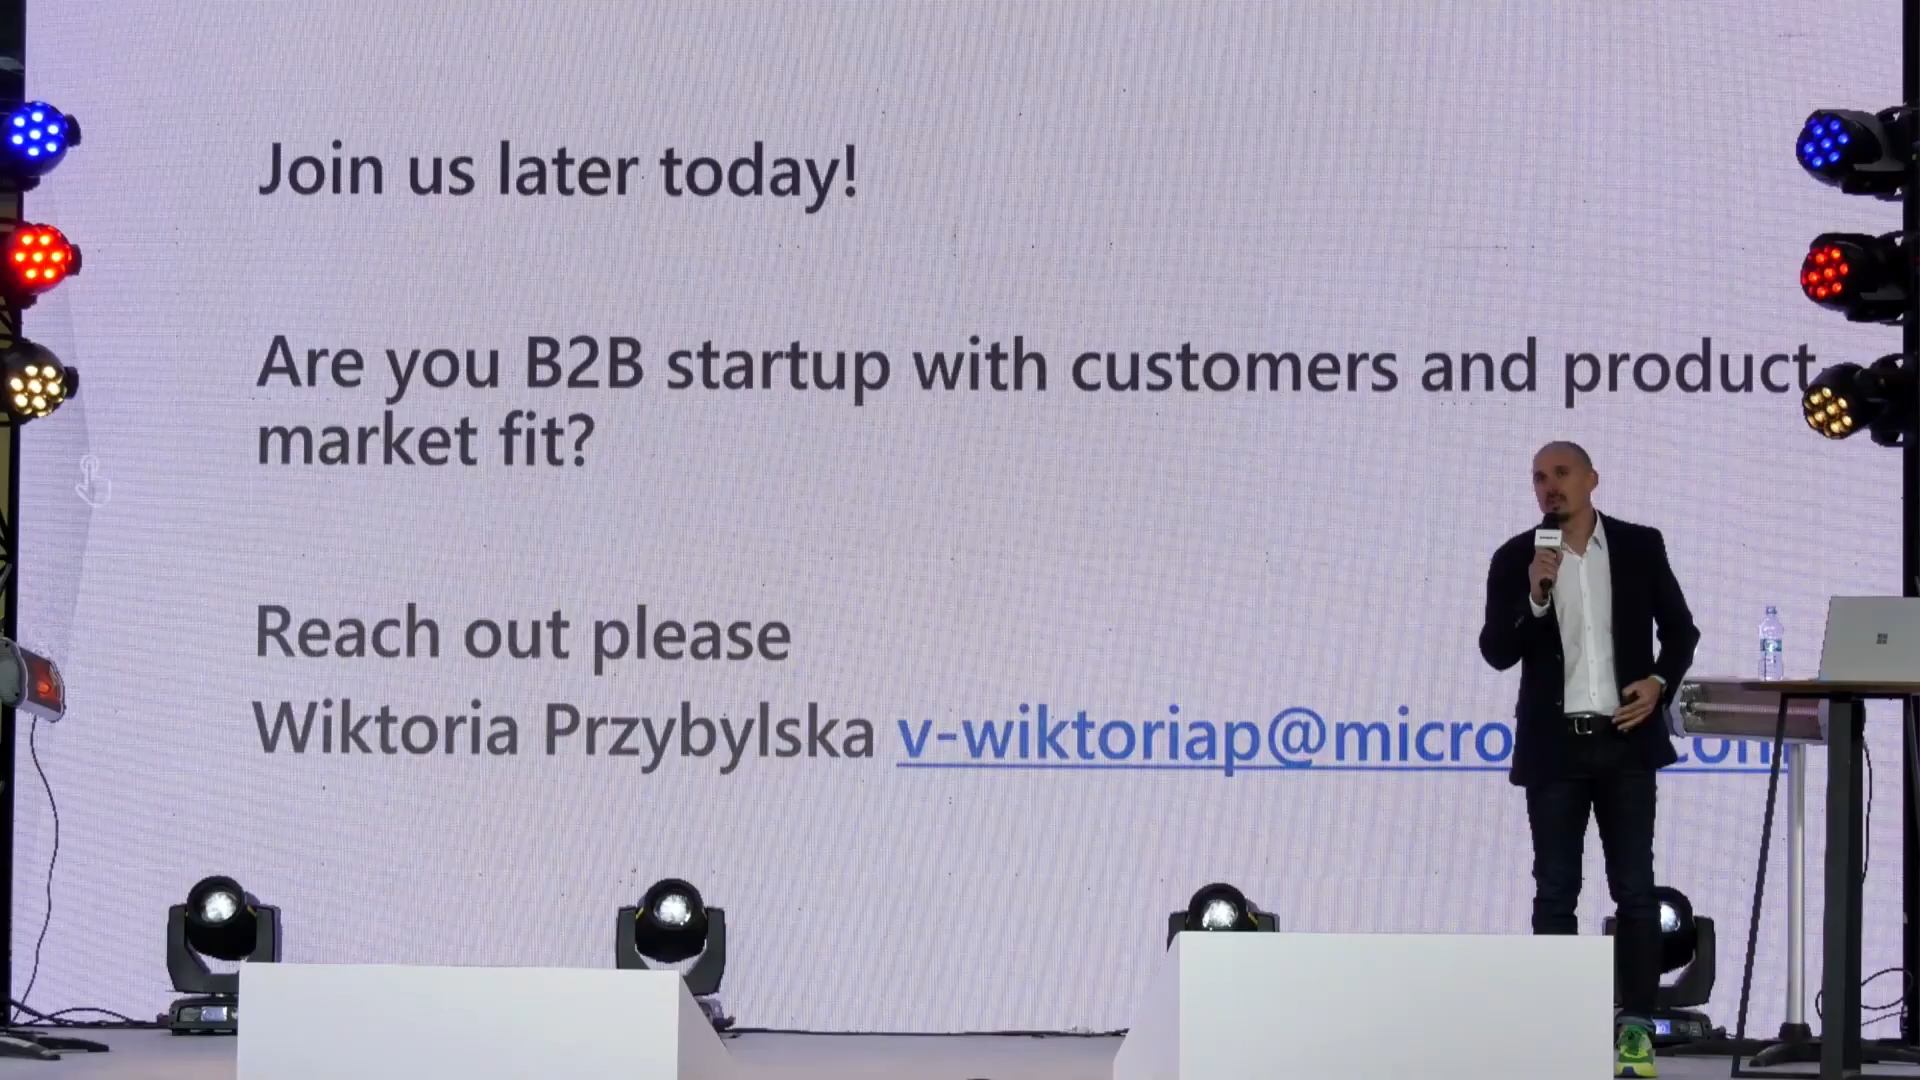 Join us later today!
Are you B2B startup with customers and product
market fit?
Reach out please
Wiktoria Przybylska v-wiktoriap@micro com